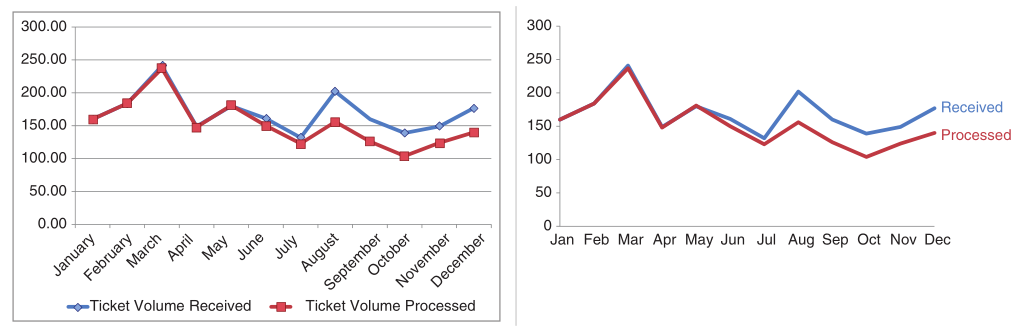 300.00
250.00
200.00
150.00
100.00
50.00
0.00
January
February
March
April
May
June
July
August
September
October
November
December
Ticket Volume Received
Ticket Volume Processed
300
250
200
150
100
50
0
Jan Feb Mar Apr May Jun Jul Aug Sep Oct Nov Dec
Received
Processed